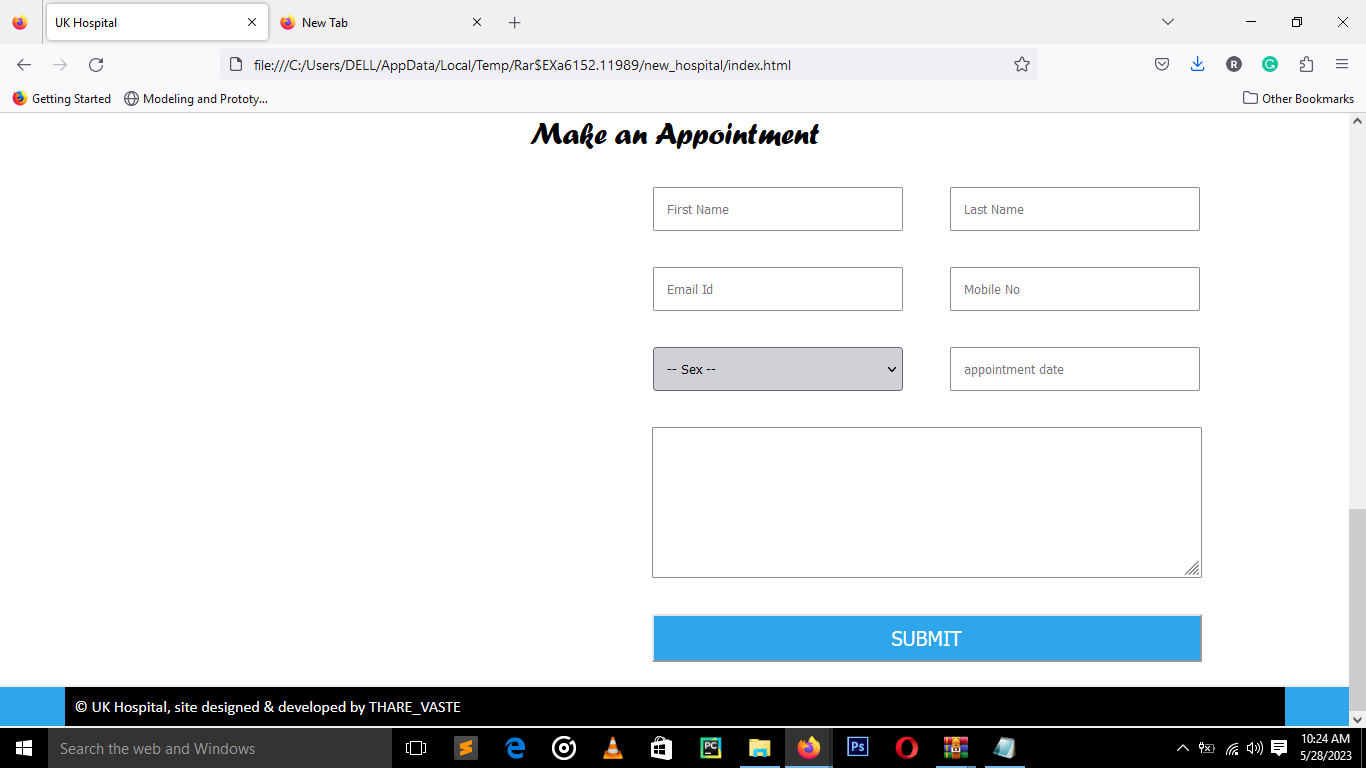 UK Hospital
New Tab
file:///C:/Users/DELL/AppData/Local/Temp/Rar$EXa6152.11989/new_hospital/index.html
R
G
Getting Started
Modeling and Prototy...
Other Bookmarks
Make an Appointment
First Name
Last Name
Email Id
Mobile No
-- Sex --
appointment date
SUBMIT
© UK Hospital, site designed & developed by THARE_VASTE
Search the web and Windows
PC
Ps
10:24 AM
5/28/2023